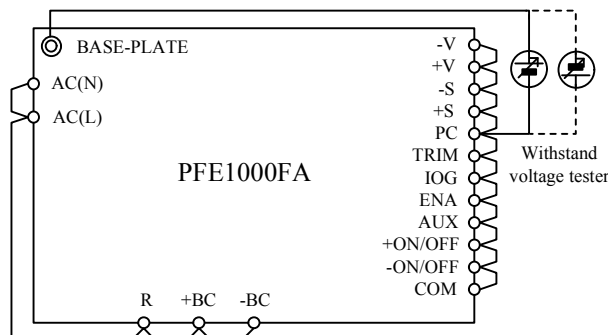 BASE-PLATE
AC(N)
AC(L)
PFE1000FA
-V
+V
-S
+S
PC
TRIM
IOG
ENA
AUX
+ON/OFF
-ON/OFF
COM
R
+BC
-BC
Withstand
voltage tester